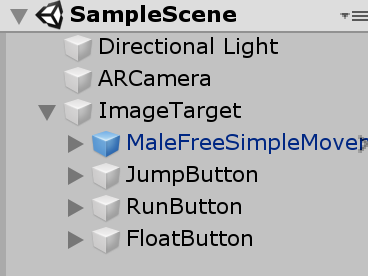 SampleScene
Directional Light
ARCamera
ImageTarget
MaleFreeSimpleMover
JumpButton
RunButton
FloatButton